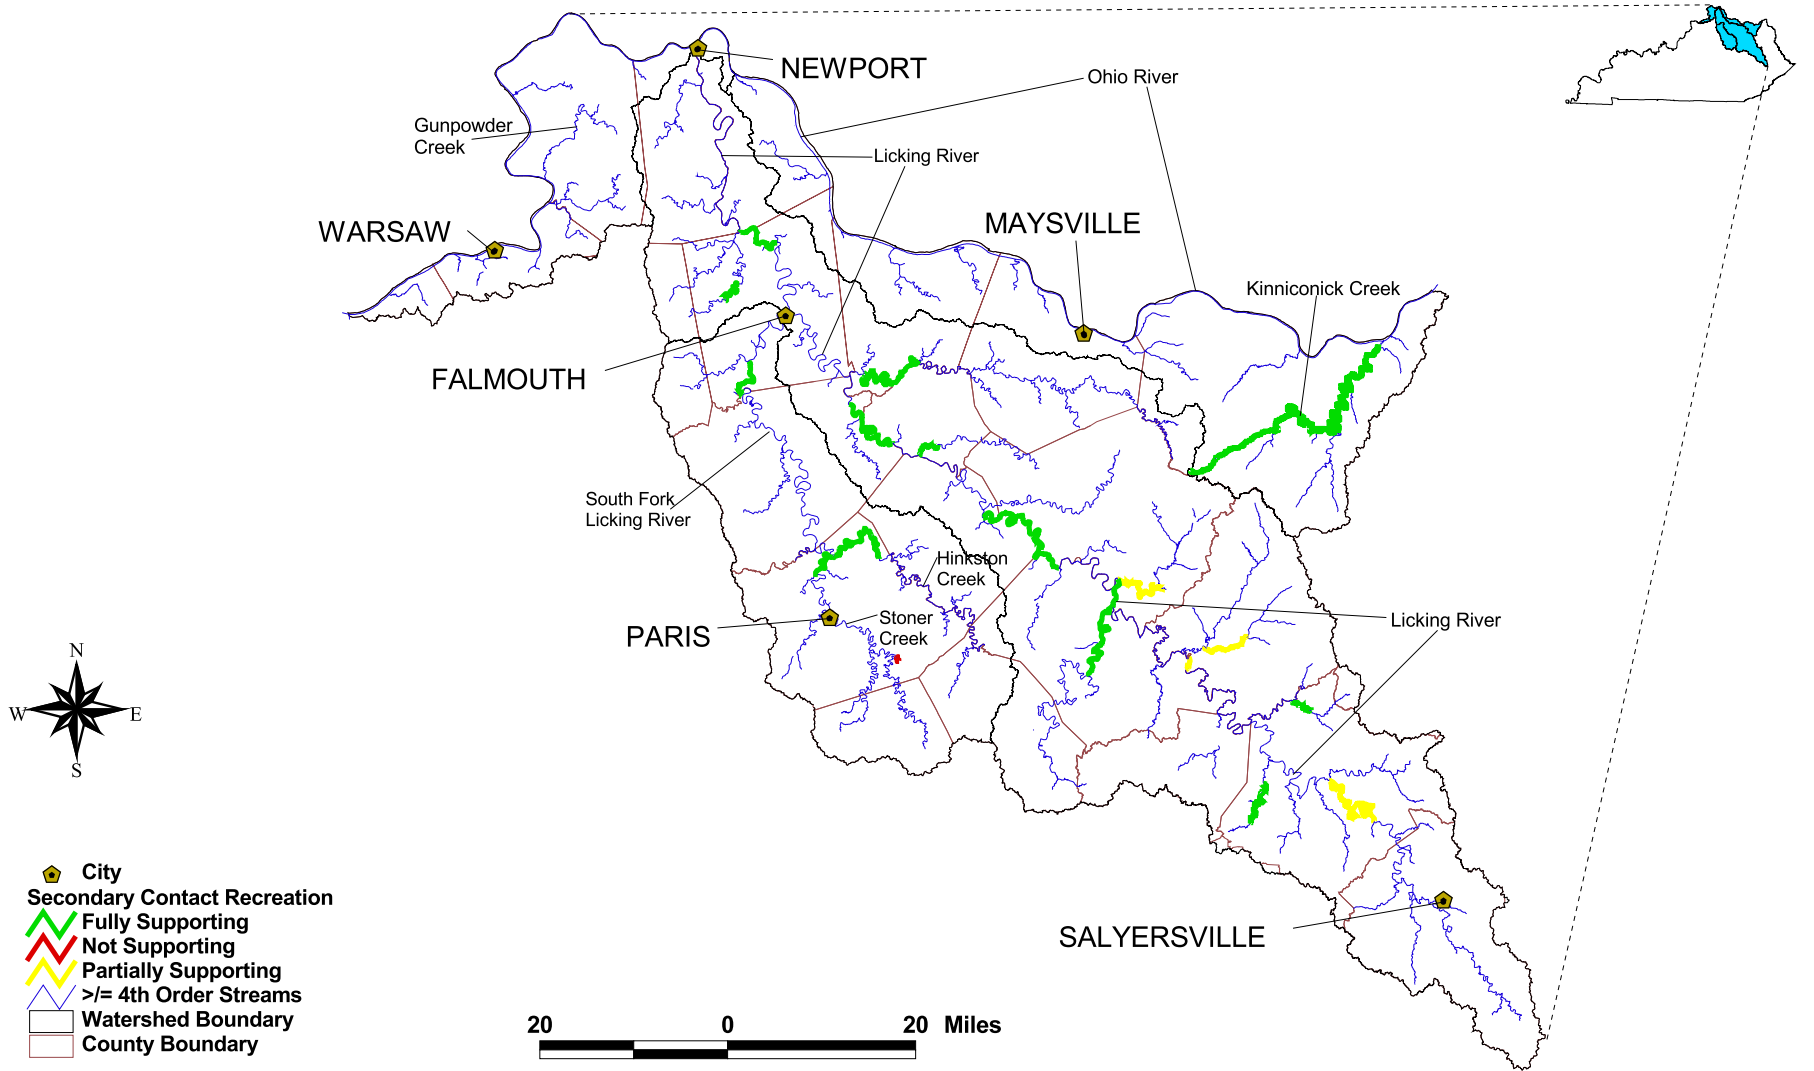 NEWPORT
Ohio River
Gunpowder
Creek
Licking River
WARSAW
MAYSVILLE
Kinniconick Creek
FALMOUTH
South Fork
Licking River
Hinkston
Creek
Stoner
Creek
PARIS
Licking River
N
W
E
S
SALYERSVILLE
City
Secondary Contact Recreation
Fully Supporting
Not Supporting
Partially Supporting
>/= 4th Order Streams
Watershed Boundary
County Boundary
20 0 20 Miles